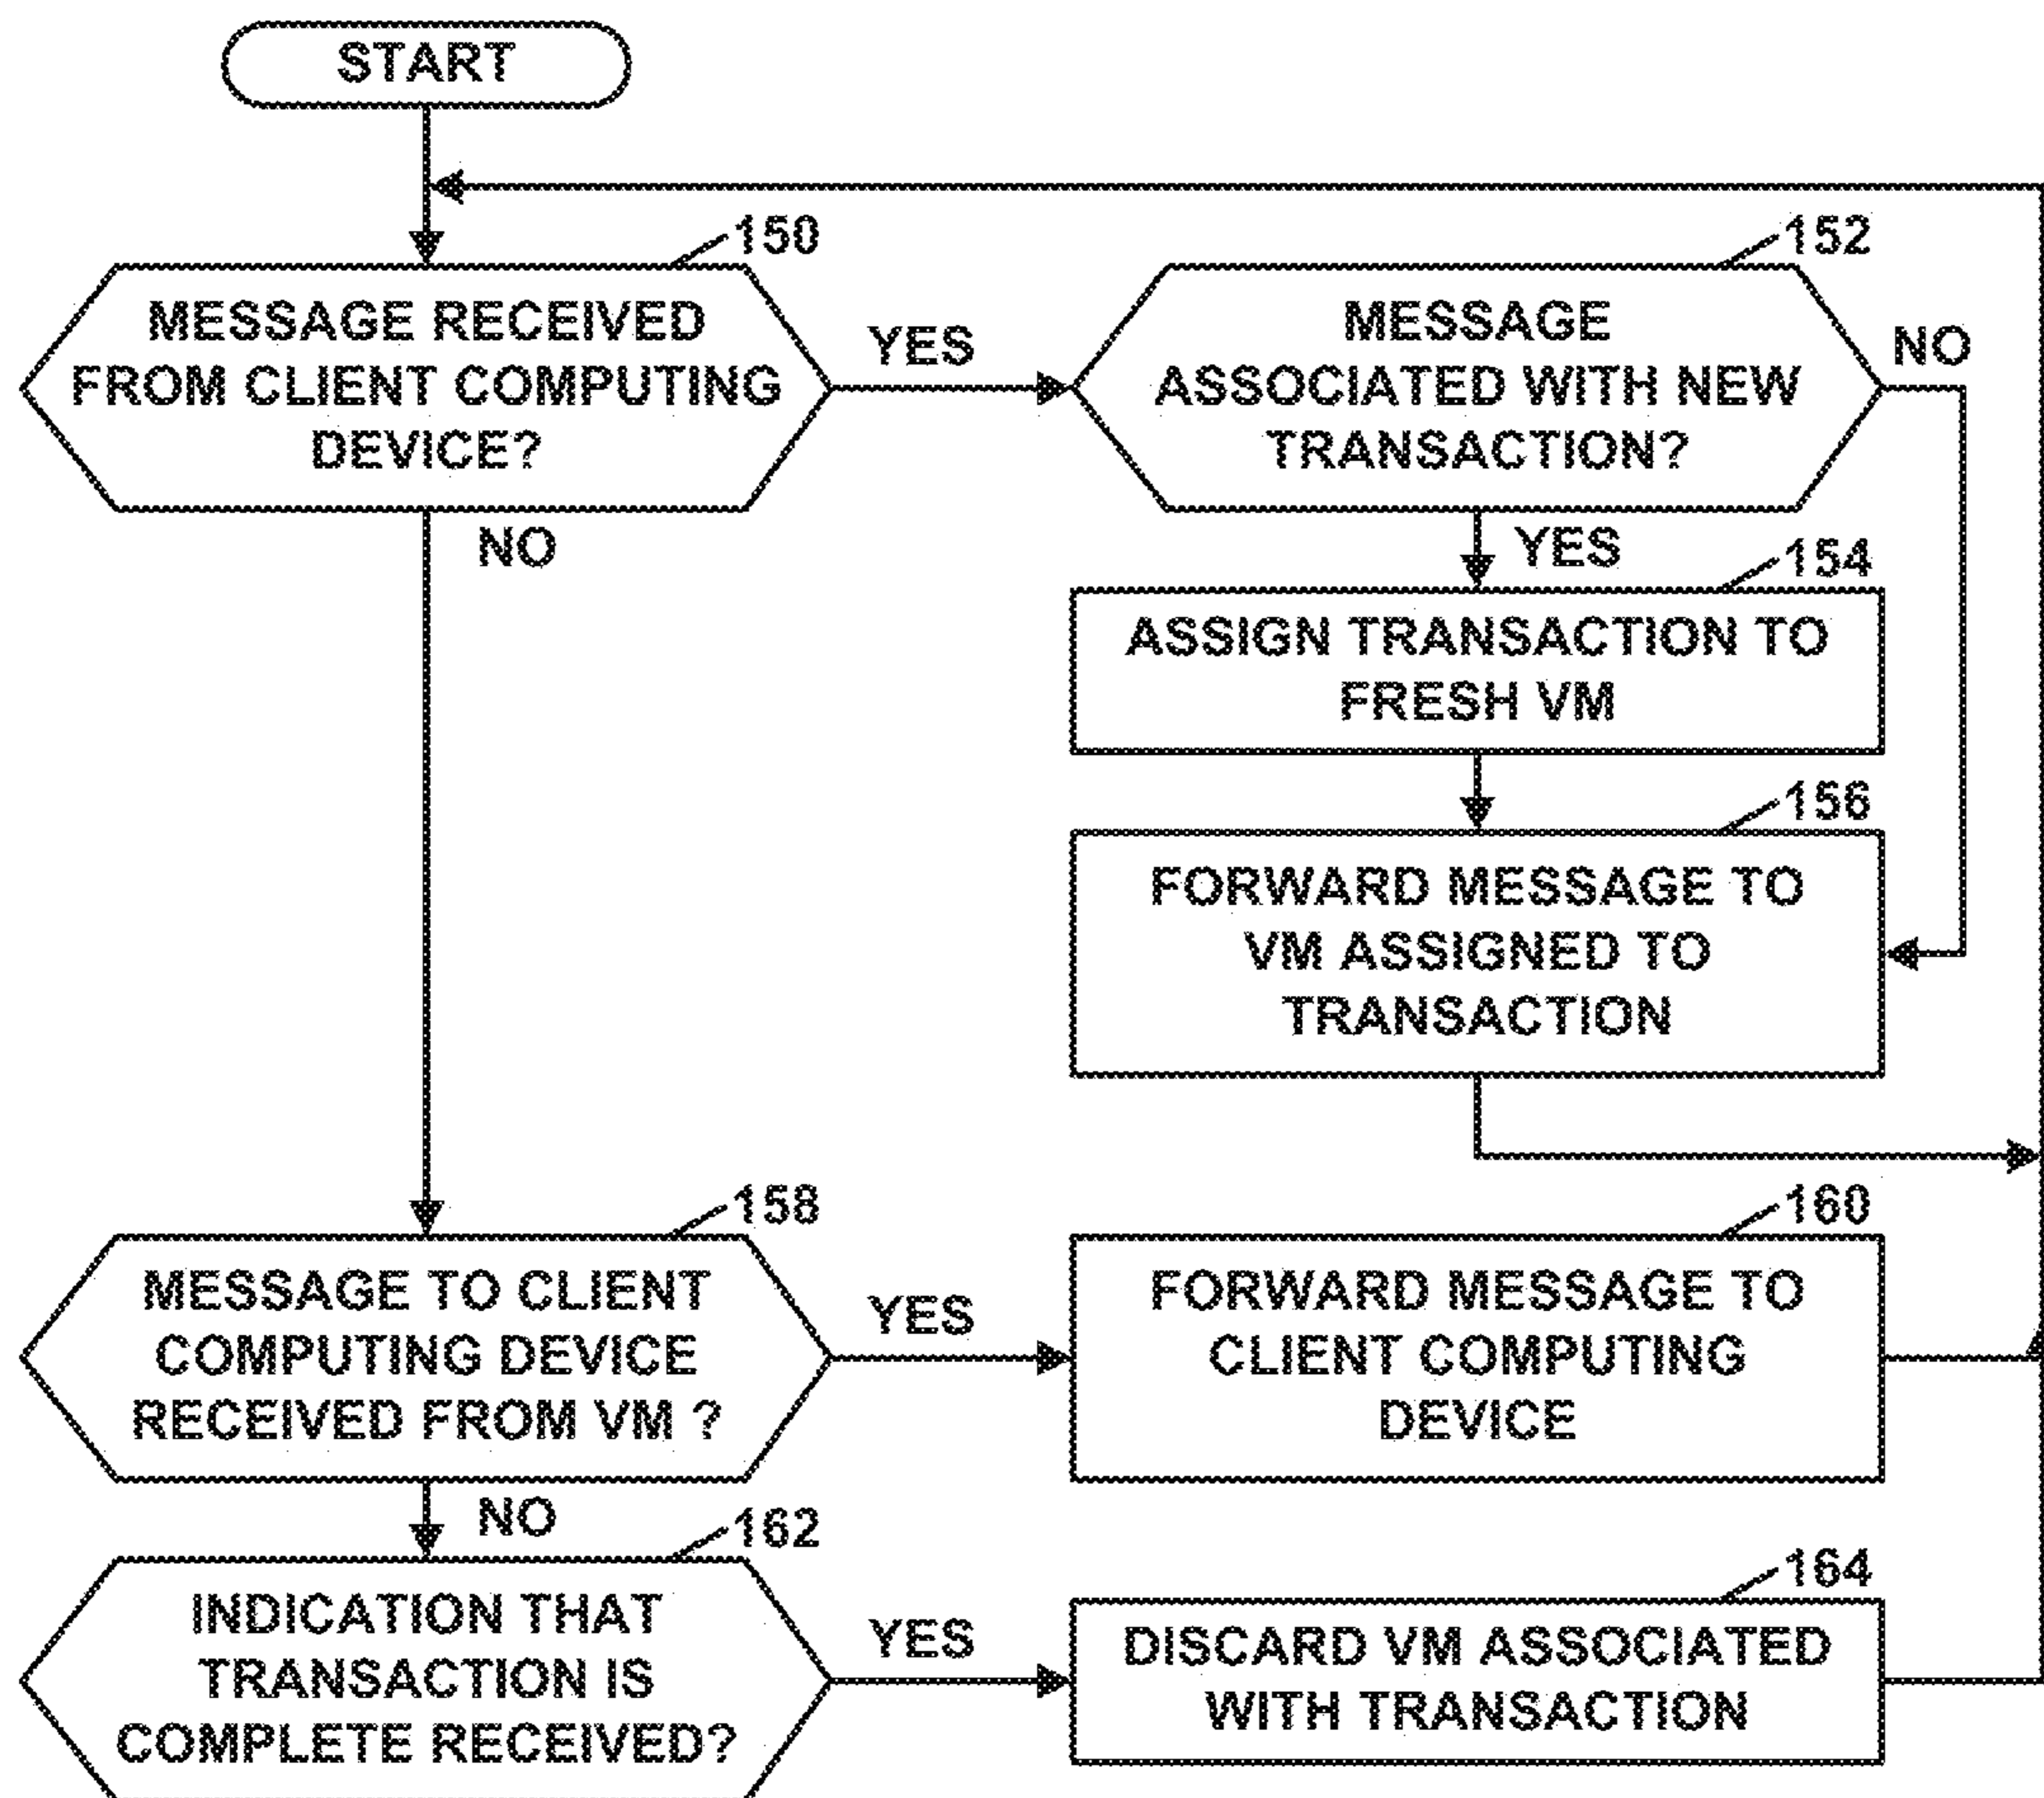 START
150
MESSAGE RECEIVED
FROM CLIENT COMPUTING
DEVICE?
YES
NO
152
MESSAGE
ASSOCIATED WITH NEW
TRANSACTION?
NO
YES
154
ASSIGN TRANSACTION TO
FRESH VM
156
FORWARD MESSAGE TO
VM ASSIGNED TO
TRANSACTION
158
MESSAGE TO CLIENT
COMPUTING DEVICE
RECEIVED FROM VM ?
YES
NO
160
FORWARD MESSAGE TO
CLIENT COMPUTING
DEVICE
162
INDICATION THAT
TRANSACTION IS
COMPLETE RECEIVED?
YES
164
DISCARD VM ASSOCIATED
WITH TRANSACTION